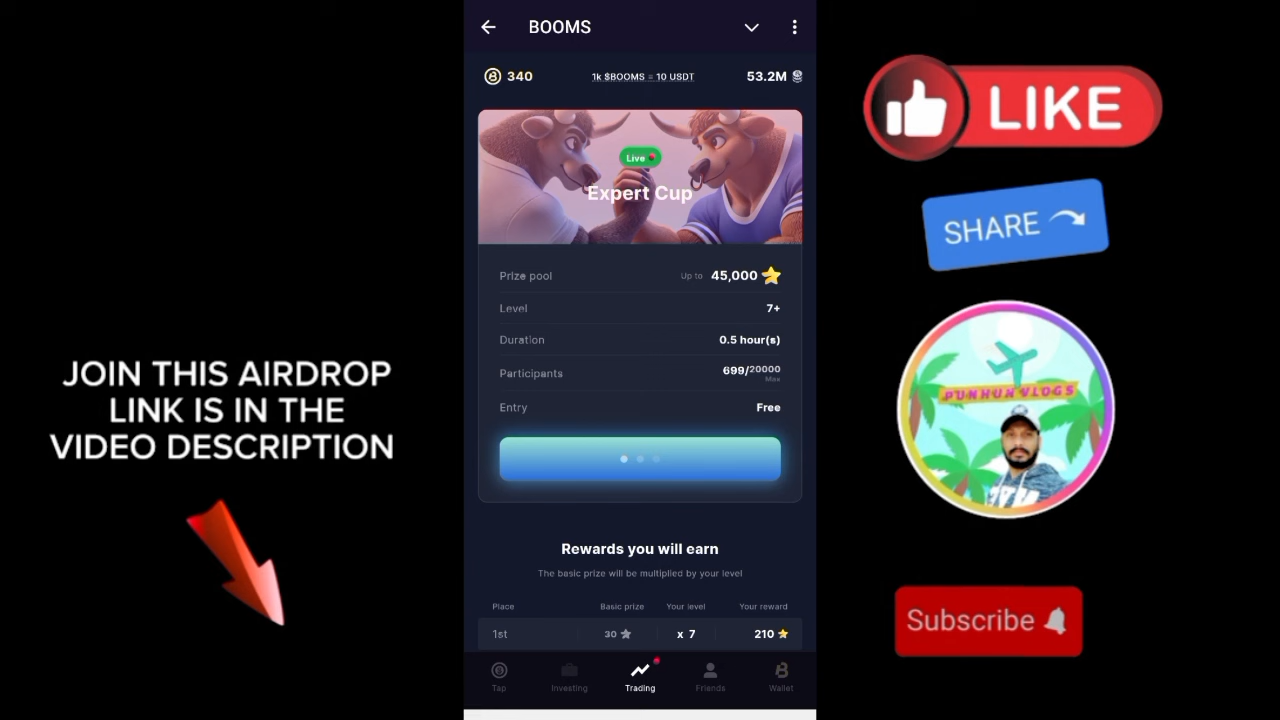 JOIN THIS AIRDROP
LINK IS IN THE
VIDEO DESCRIPTION
BOOMS
340
1k $BOOMS = 10 USDT
53.2M
Live
Expert Cup
Prize pool
Up to 45,000
Level
7+
Duration
0.5 hour(s)
Participants
699/20000
Max
Entry
Free
Rewards you will earn
The basic prize will be multiplied by your level
Place Basic prize Your level Your reward
1st 30 x 7 210
Tap Investing Trading Friends Wallet
LIKE
SHARE
PUNHUN VLOGS
Subscribe